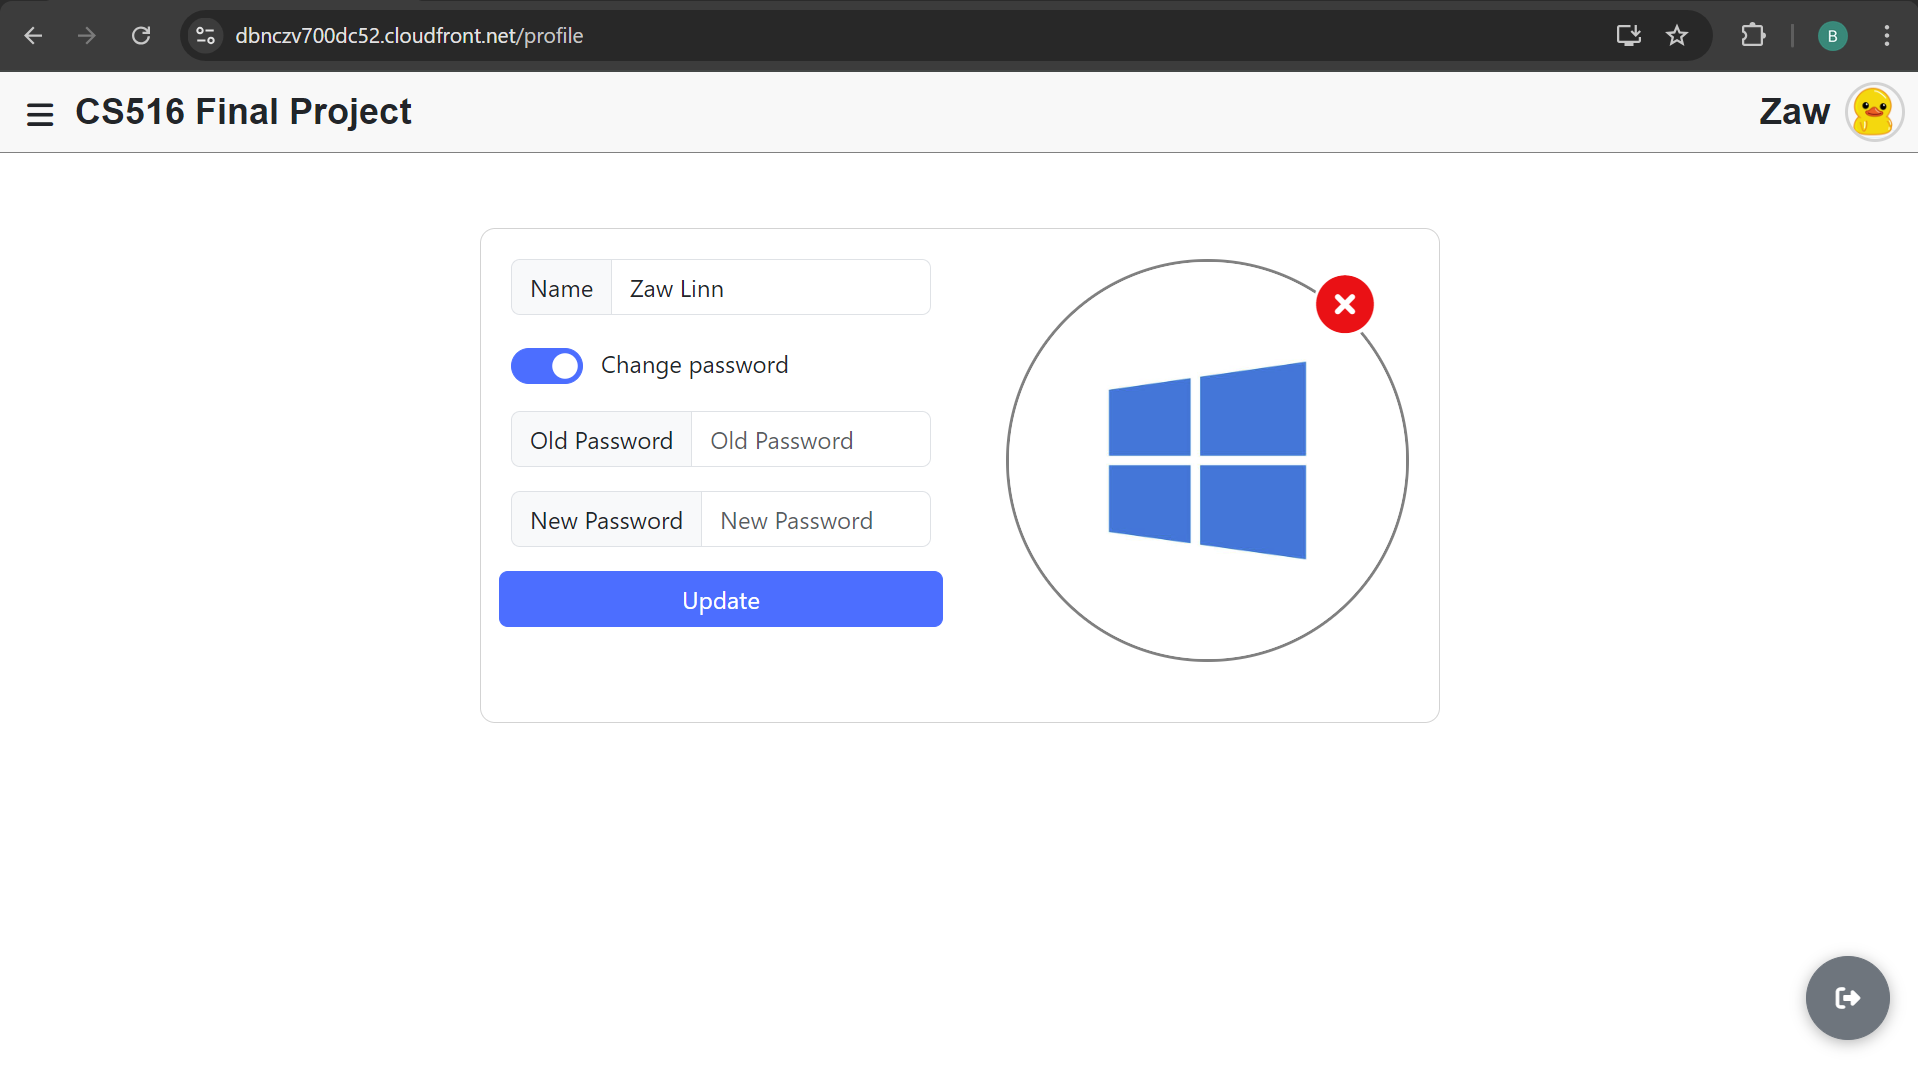 dbnczv700dc52.cloudfront.net/profile
B
CS516 Final Project
Zaw
Name
Zaw Linn
Change password
Old Password
Old Password
New Password
New Password
Update